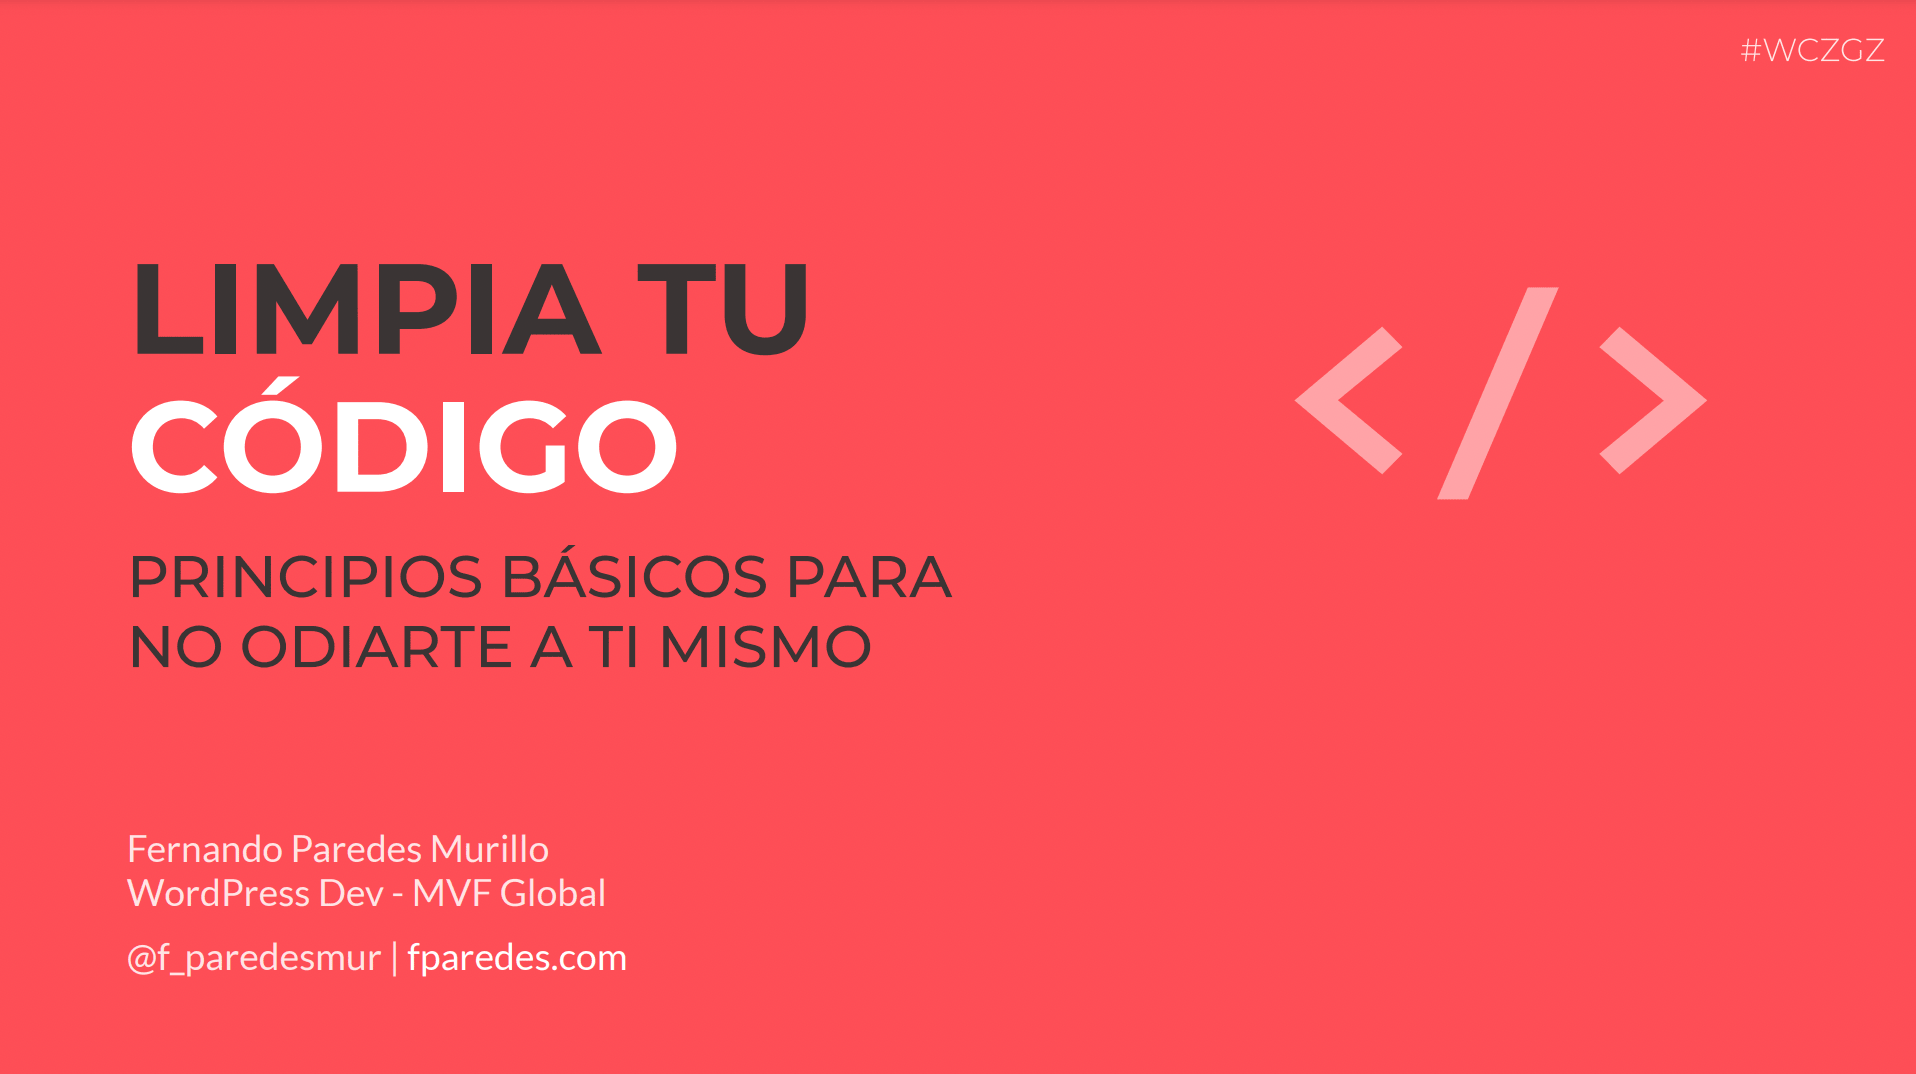 #WCZGZ
LIMPIA TU
CÓDIGO
PRINCIPIOS BÁSICOS PARA
NO ODIARTE A TI MISMO
</>
Fernando Paredes Murillo
WordPress Dev - MVF Global
@f_paredesmur | fparedes.com